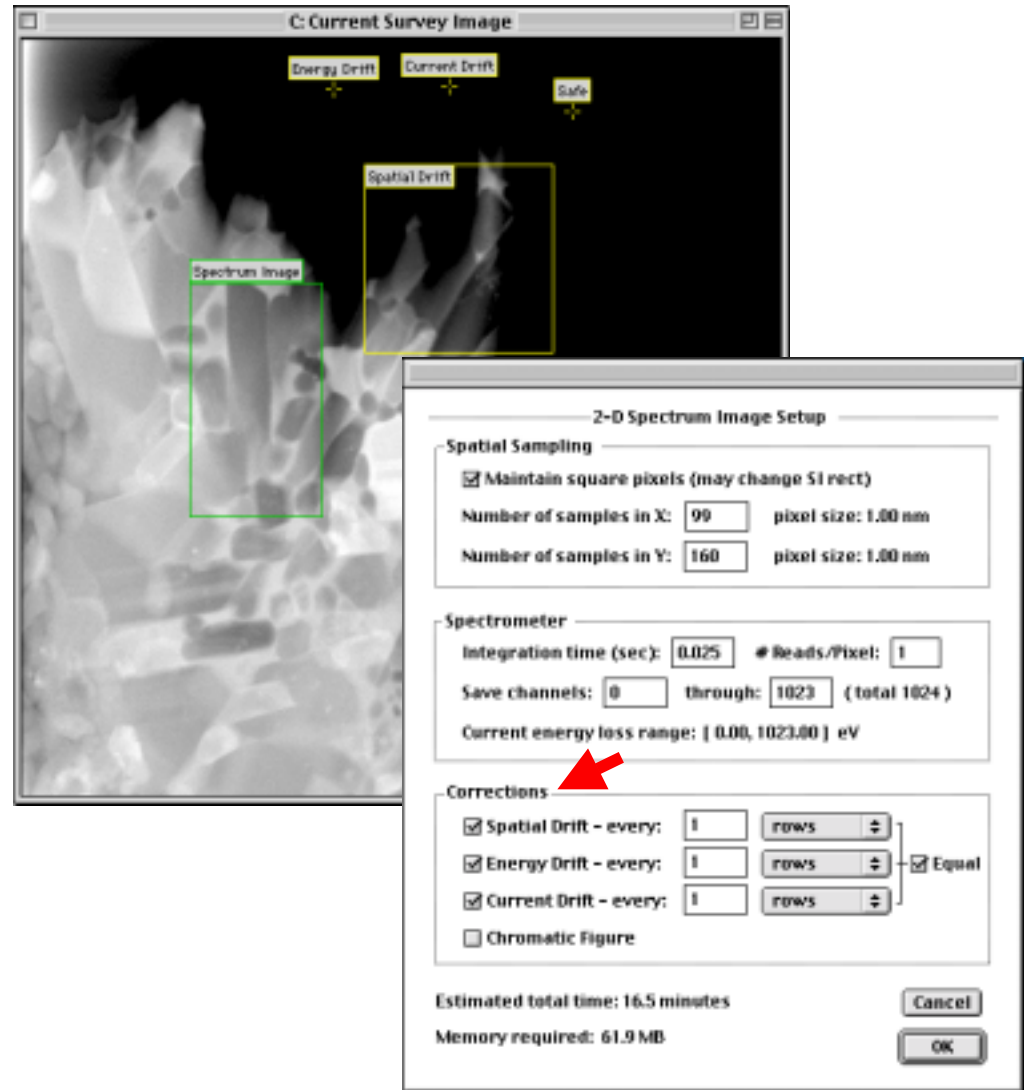 C: Current Survey Image
Energy Drift
Current Drift
Safe
Spatial Drift
Spectrum Image
2-D Spectrum Image Setup
Spatial Sampling
Maintain square pixels (may change SI rect)
Number of samples in X: 99 pixel size: 1.00 nm
Number of samples in Y: 160 pixel size: 1.00 nm
Spectrometer
Integration time (sec): 0.025 # Reads/Pixel: 1
Save channels: 0 through: 1023 ( total 1024 )
Current energy loss range: [ 0.00, 1023.00 ] eV
Corrections
Spatial Drift - every: 1 rows
Energy Drift - every: 1 rows Equal
Current Drift - every: 1 rows
Chromatic Figure
Estimated total time: 16.5 minutes Cancel
Memory required: 61.9 MB OK